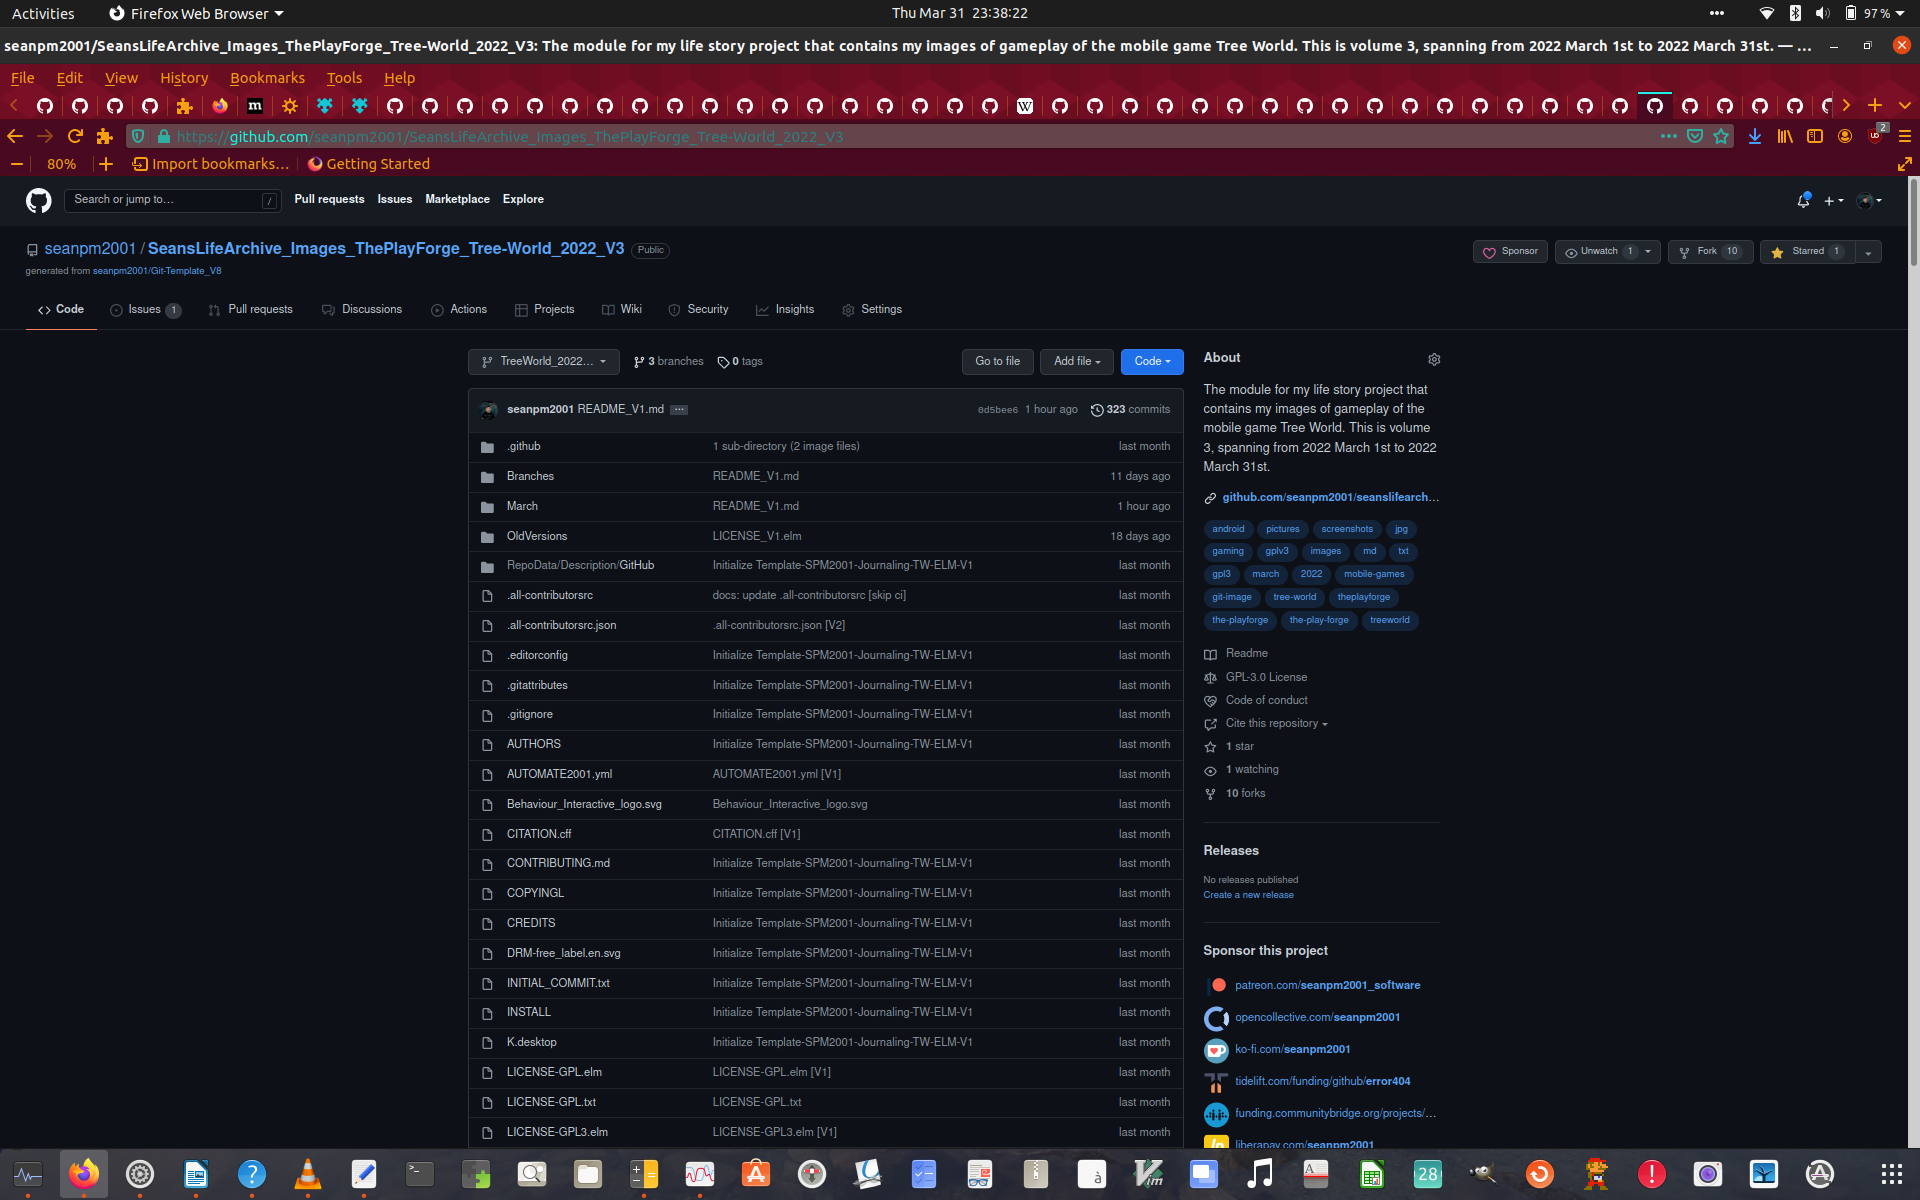 Activities
Firefox Web Browser
Thu Mar 31 23:38:22
97 %
seanpm2001/SeansLifeArchive_Images_ThePlayForge_Tree-World_2022_V3: The module for my life story project that contains my images of gameplay of the mobile game Tree World. This is volume 3, spanning from 2022 March 1st to 2022 March 31st. — ...
File Edit View History Bookmarks Tools Help
https://github.com/seanpm2001/SeansLifeArchive_Images_ThePlayForge_Tree-World_2022_V3
2
80%
Import bookmarks...
Getting Started
Search or jump to...
/
Pull requests Issues Marketplace Explore
seanpm2001 / SeansLifeArchive_Images_ThePlayForge_Tree-World_2022_V3 Public
generated from seanpm2001/Git-Template_V8
Sponsor
Unwatch 1
Fork 10
Starred 1
Code
Issues 1
Pull requests
Discussions
Actions
Projects
Wiki
Security
Insights
Settings
TreeWorld_2022...
3 branches
0 tags
Go to file
Add file
Code
seanpm2001 README_V1.md ... 0d5bee6 1 hour ago 323 commits
.github 1 sub-directory (2 image files) last month
Branches README_V1.md 11 days ago
March README_V1.md 1 hour ago
OldVersions LICENSE_V1.elm 18 days ago
RepoData/Description/GitHub Initialize Template-SPM2001-Journaling-TW-ELM-V1 last month
.all-contributorsrc docs: update .all-contributorsrc [skip ci] last month
.all-contributorsrc.json .all-contributorsrc.json [V2] last month
.editorconfig Initialize Template-SPM2001-Journaling-TW-ELM-V1 last month
.gitattributes Initialize Template-SPM2001-Journaling-TW-ELM-V1 last month
.gitignore Initialize Template-SPM2001-Journaling-TW-ELM-V1 last month
AUTHORS Initialize Template-SPM2001-Journaling-TW-ELM-V1 last month
AUTOMATE2001.yml AUTOMATE2001.yml [V1] last month
Behaviour_Interactive_logo.svg Behaviour_Interactive_logo.svg last month
CITATION.cff CITATION.cff [V1] last month
CONTRIBUTING.md Initialize Template-SPM2001-Journaling-TW-ELM-V1 last month
COPYINGL Initialize Template-SPM2001-Journaling-TW-ELM-V1 last month
CREDITS Initialize Template-SPM2001-Journaling-TW-ELM-V1 last month
DRM-free_label.en.svg Initialize Template-SPM2001-Journaling-TW-ELM-V1 last month
INITIAL_COMMIT.txt Initialize Template-SPM2001-Journaling-TW-ELM-V1 last month
INSTALL Initialize Template-SPM2001-Journaling-TW-ELM-V1 last month
K.desktop Initialize Template-SPM2001-Journaling-TW-ELM-V1 last month
LICENSE-GPL.elm LICENSE-GPL.elm [V1] last month
LICENSE-GPL.txt LICENSE-GPL.txt last month
LICENSE-GPL3.elm LICENSE-GPL3.elm [V1] last month
About
The module for my life story project that
contains my images of gameplay of the
mobile game Tree World. This is volume
3, spanning from 2022 March 1st to 2022
March 31st.
github.com/seanpm2001/seanslifearch...
android pictures screenshots jpg
gaming gplv3 images md txt
gpl3 march 2022 mobile-games
git-image tree-world theplayforge
the-playforge the-play-forge treeworld
Readme
GPL-3.0 License
Code of conduct
Cite this repository
1 star
1 watching
10 forks
Releases
No releases published
Create a new release
Sponsor this project
patreon.com/seanpm2001_software
opencollective.com/seanpm2001
ko-fi.com/seanpm2001
tidelift.com/funding/github/error404
funding.communitybridge.org/projects/...
liberapay.com/seanpm2001
28